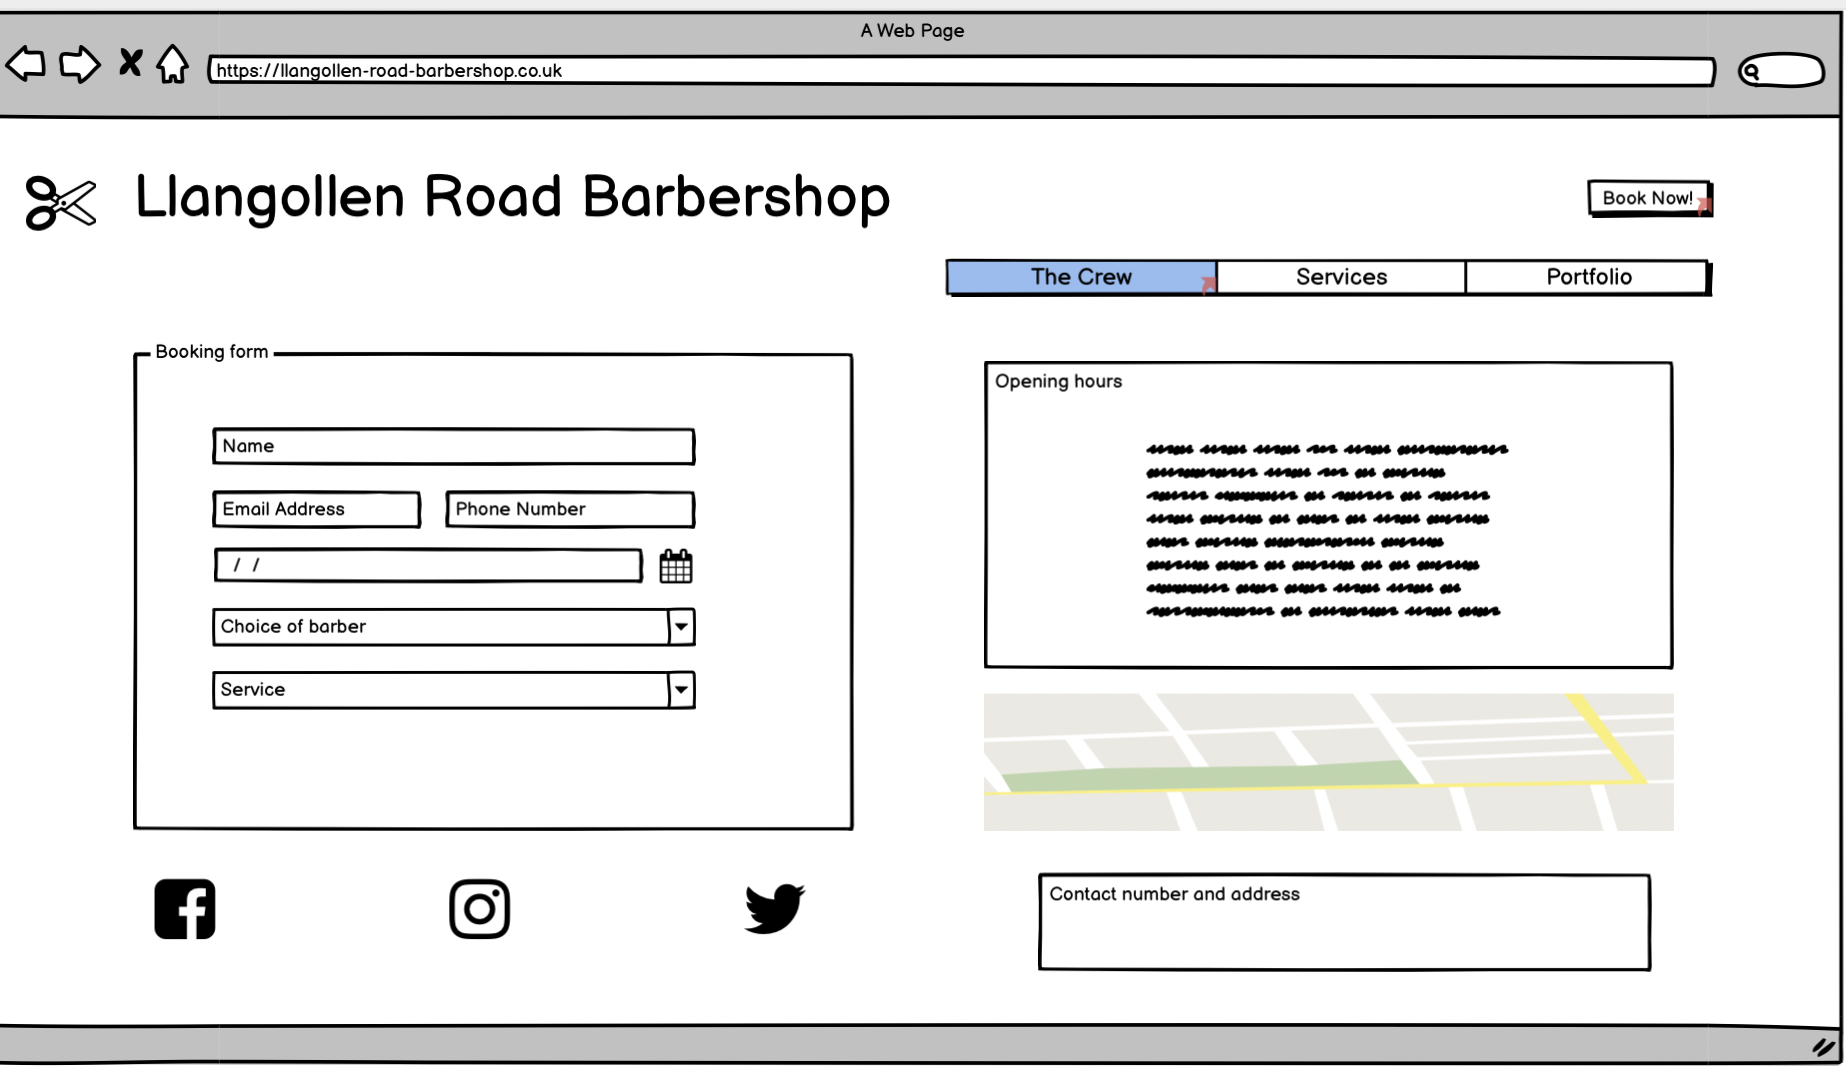 A Web Page
https://llangollen-road-barbershop.co.uk
Llangollen Road Barbershop
Book Now!
The Crew
Services
Portfolio
Booking form
Name
Email Address
Phone Number
/ /
Choice of barber
Service
Opening hours
Contact number and address